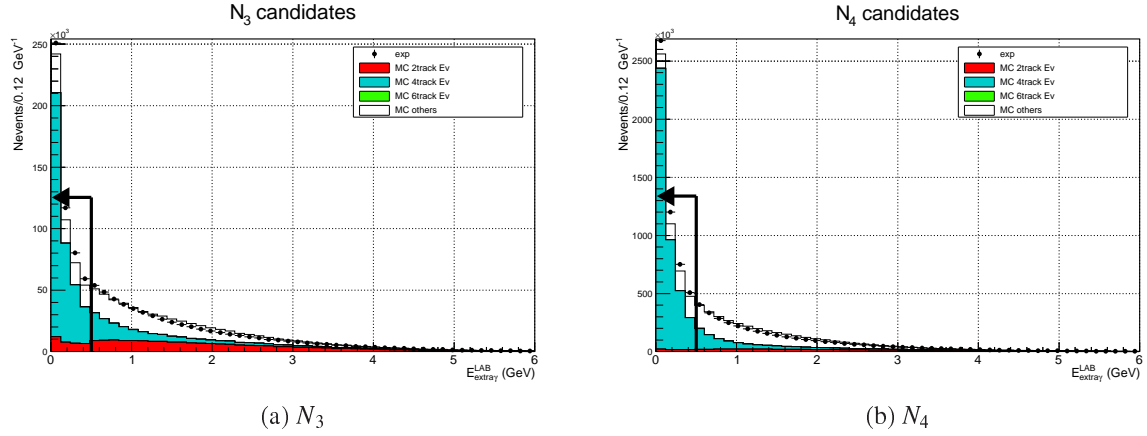 N3 candidates
×10³
Nevents/0.12 GeV⁻¹
250
200
150
100
50
0
0 1 2 3 4 5 6
E^LAB_extraγ (GeV)
exp
MC 2track Ev
MC 4track Ev
MC 6track Ev
MC others
(a) N3
N4 candidates
×10³
Nevents/0.12 GeV⁻¹
2500
2000
1500
1000
500
0
0 1 2 3 4 5 6
E^LAB_extraγ (GeV)
exp
MC 2track Ev
MC 4track Ev
MC 6track Ev
MC others
(b) N4